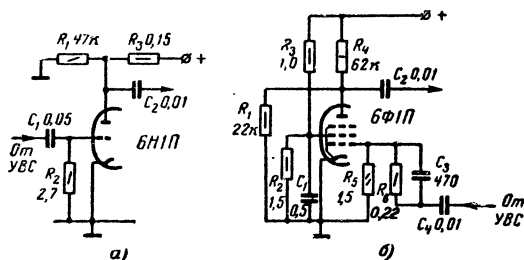 R₁ 47к
R₃ 0,15
+
C₂ 0,01
C₁ 0,05
6Н1П
От
УВС
R₂
2,7
а)
+
R₃
1,0
R₄
62к
C₂ 0,01
R₁
22к
6Ф1П
R₂
1,5
C₁
0,5
R₅
1,5
R₆
0,22
C₃
470
C₄ 0,01
От
УВС
б)